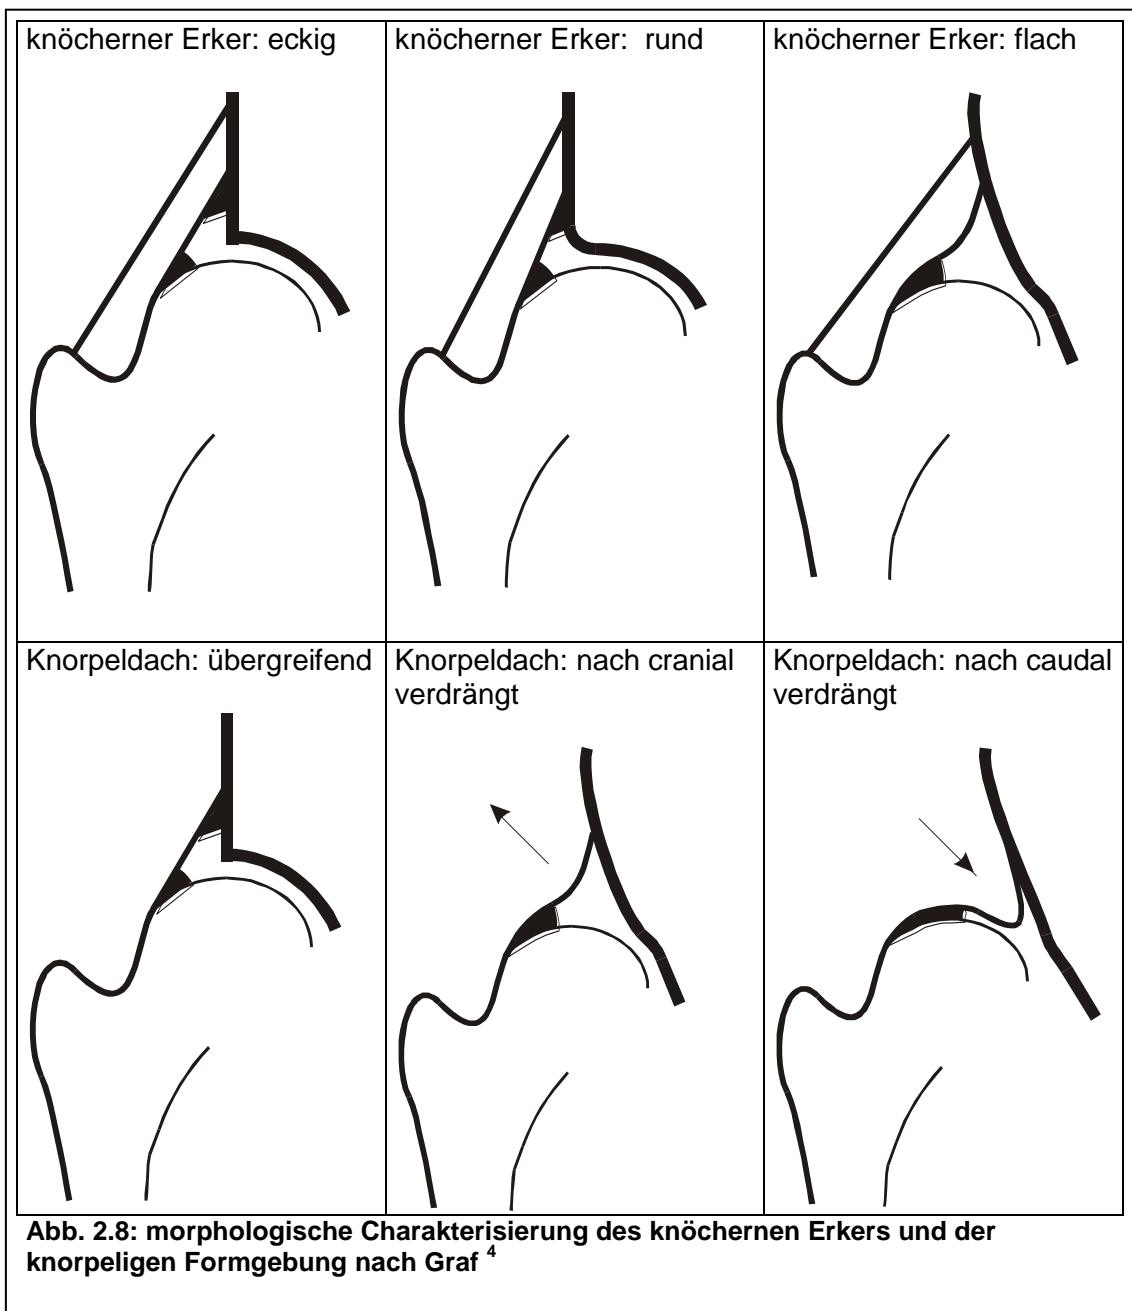 knöcherner Erker: eckig
knöcherner Erker: rund
knöcherner Erker: flach
Knorpeldach: übergreifend
Knorpeldach: nach cranial
verdrängt
Knorpeldach: nach caudal
verdrängt
Abb. 2.8: morphologische Charakterisierung des knöchernen Erkers und der
knorpeligen Formgebung nach Graf 4